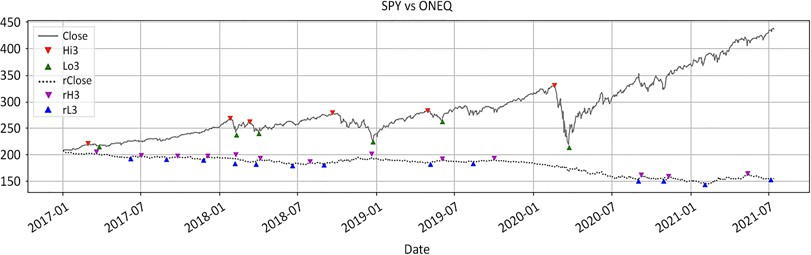 SPY vs ONEQ
450
400
350
300
250
200
150
Close
Hi3
Lo3
rClose
rH3
rL3
2017-01
2017-07
2018-01
2018-07
2019-01
2019-07
2020-01
2020-07
2021-01
2021-07
Date